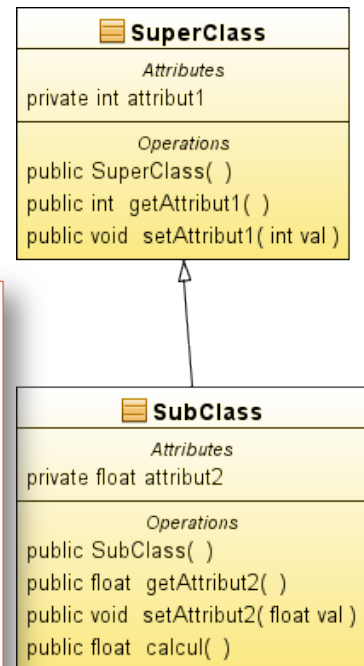 SuperClass
Attributes
private int attribut1
Operations
public SuperClass( )
public int getAttribut1( )
public void setAttribut1( int val )
SubClass
Attributes
private float attribut2
Operations
public SubClass( )
public float getAttribut2( )
public void setAttribut2( float val )
public float calcul( )